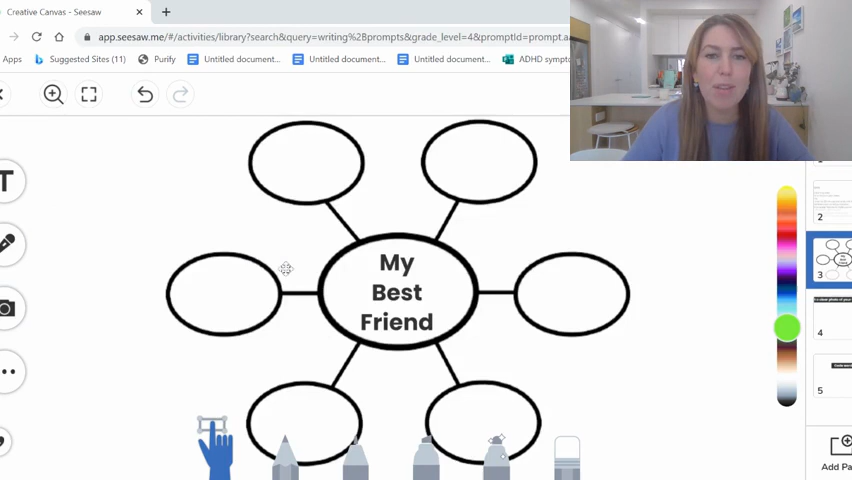 Creative Canvas - Seesaw
app.seesaw.me/#/activities/library?search&query=writing%2Bprompts&grade_level=4&promptId=prompt.a
Apps
Suggested Sites (11)
Purify
Untitled document...
Untitled document...
Untitled document...
ADHD sympto
T
My
Best
Friend
2
3
4
5
Add Pa